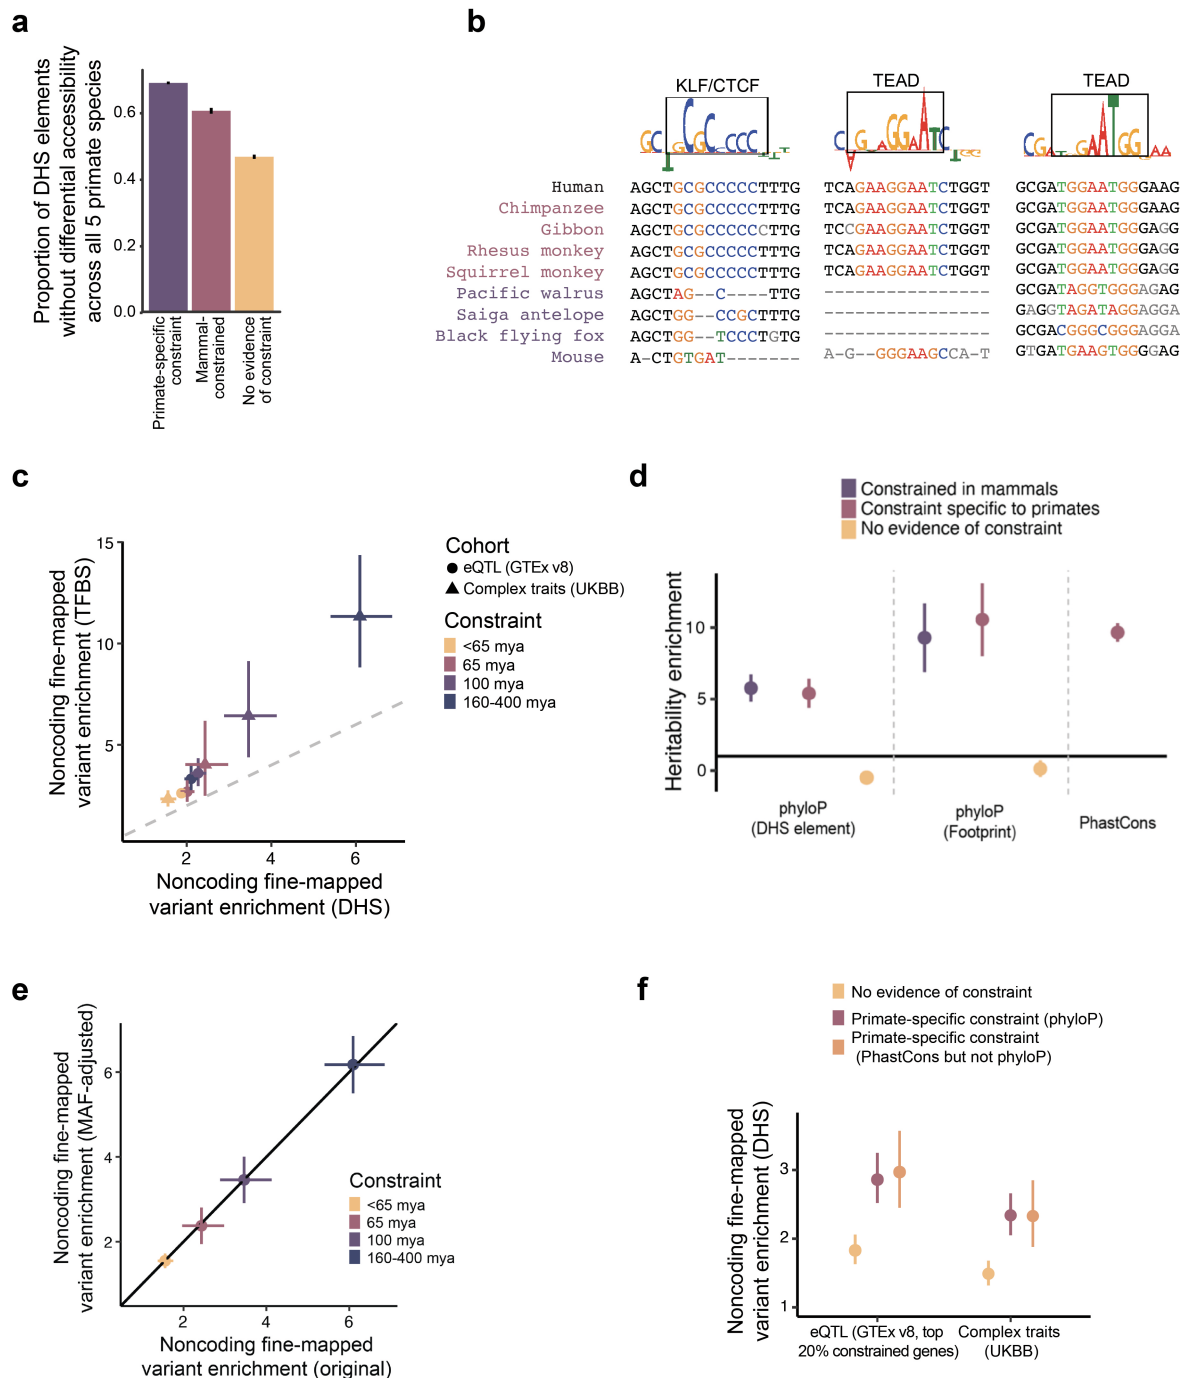 a
Proportion of DHS elements
without differential accessibility
across all 5 primate species
0.6
0.4
0.2
0.0
Primate-specific
constraint
Mammal-
constrained
No evidence
of constraint
b
KLF/CTCF
TEAD
TEAD
Human AGCTGCGCCCCCTTTG TCAGAAGGAATCTGGT GCGATGGAATGGGAAG
Chimpanzee AGCTGCGCCCCCTTTG TCAGAAGGAATCTGGT GCGATGGAATGGGAAG
Gibbon AGCTGCGCCCCCCTTG TCCGAAGGAATCTGGT GCGATGGAATGGGAGG
Rhesus monkey AGCTGCGCCCCCTTTG TCAGAAGGAATCTGGT GCGATGGAATGGGAAG
Squirrel monkey AGCTGCGCCCCCTTTG TCAGAAGGAATCTGGT GCGATGGAATGGGAGG
Pacific walrus AGCTAG--C----TTG ---------------- GCGATAGGTGGGAGAG
Saiga antelope AGCTGG--CCGCTTTG ---------------- GAGGTAGATAGGAGGA
Black flying fox AGCTGG--TCCCTGTG ---------------- GCGACGGGCGGGAGGA
Mouse A-CTGTGAT------- A-G--GGGAAGCCA-T GTGATGAAGTGGGGAG
c
Noncoding fine-mapped
variant enrichment (TFBS)
15
10
5
2
4
6
Noncoding fine-mapped
variant enrichment (DHS)
Cohort
eQTL (GTEx v8)
Complex traits (UKBB)
Constraint
<65 mya
65 mya
100 mya
160-400 mya
d
Constrained in mammals
Constraint specific to primates
No evidence of constraint
Heritability enrichment
10
5
0
phyloP
(DHS element)
phyloP
(Footprint)
PhastCons
e
Noncoding fine-mapped
variant enrichment (MAF-adjusted)
6
4
2
2
4
6
Noncoding fine-mapped
variant enrichment (original)
Constraint
<65 mya
65 mya
100 mya
160-400 mya
f
No evidence of constraint
Primate-specific constraint (phyloP)
Primate-specific constraint
(PhastCons but not phyloP)
Noncoding fine-mapped
variant enrichment (DHS)
3
2
1
eQTL (GTEx v8, top
20% constrained genes)
Complex traits
(UKBB)